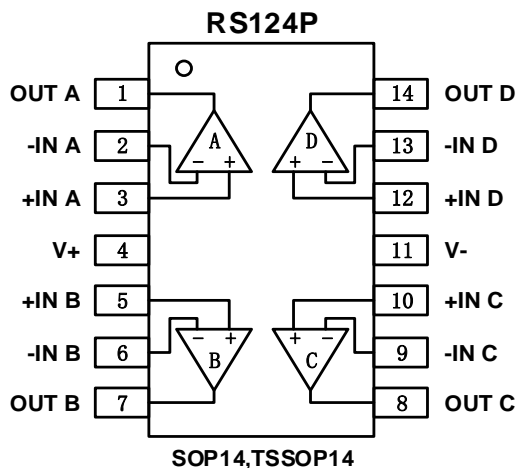 RS124P
OUT A 1 14 OUT D
-IN A 2 A D 13 -IN D
- + + -
+IN A 3 12 +IN D
V+ 4 11 V-
+IN B 5 10 +IN C
- + + -
-IN B 6 B C 9 -IN C
OUT B 7 8 OUT C
SOP14,TSSOP14